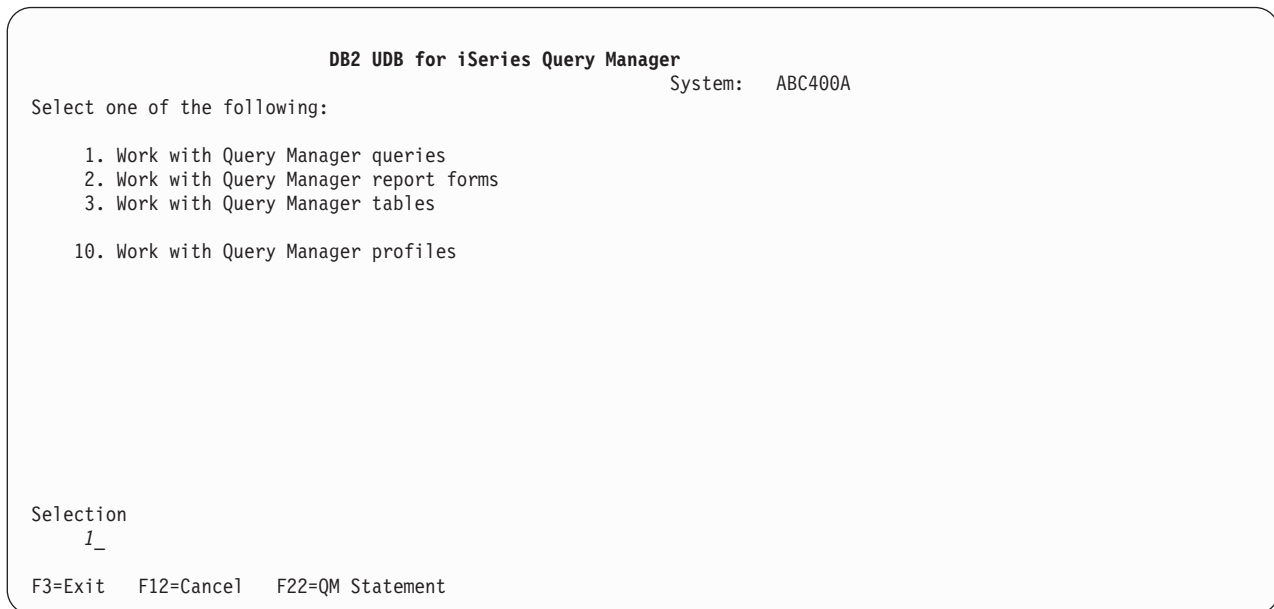 DB2 UDB for iSeries Query Manager
System: ABC400A
Select one of the following:
1. Work with Query Manager queries
2. Work with Query Manager report forms
3. Work with Query Manager tables
10. Work with Query Manager profiles
Selection
1_
F3=Exit F12=Cancel F22=QM Statement